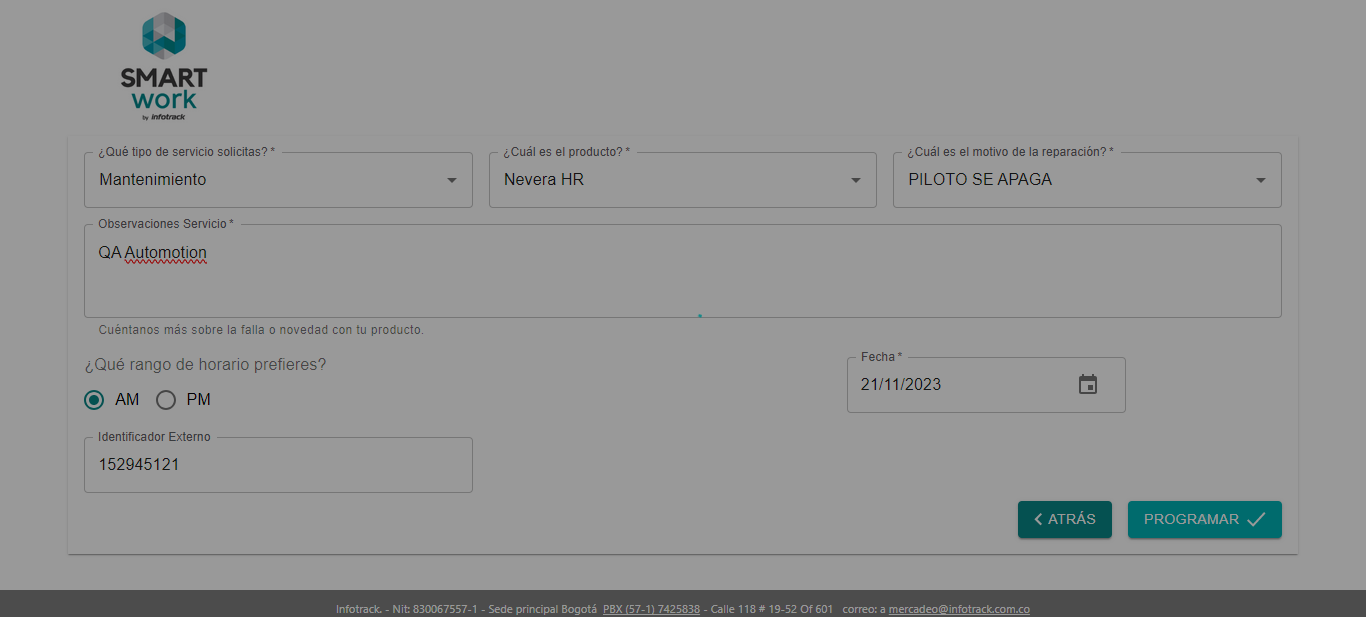 SMART
work
by infotrack
¿Qué tipo de servicio solicitas? * ¿Cuál es el producto? * ¿Cuál es el motivo de la reparación? *
Mantenimiento Nevera HR PILOTO SE APAGA
Observaciones Servicio *
QA Automotion
Cuéntanos más sobre la falla o novedad con tu producto.
¿Qué rango de horario prefieres?
Fecha *
21/11/2023
AM PM
Identificador Externo
152945121
ATRÁS PROGRAMAR
Infotrack. - Nit: 830067557-1 - Sede principal Bogotá PBX (57-1) 7425838 - Calle 118 # 19-52 Of 601 correo: a mercadeo@infotrack.com.co